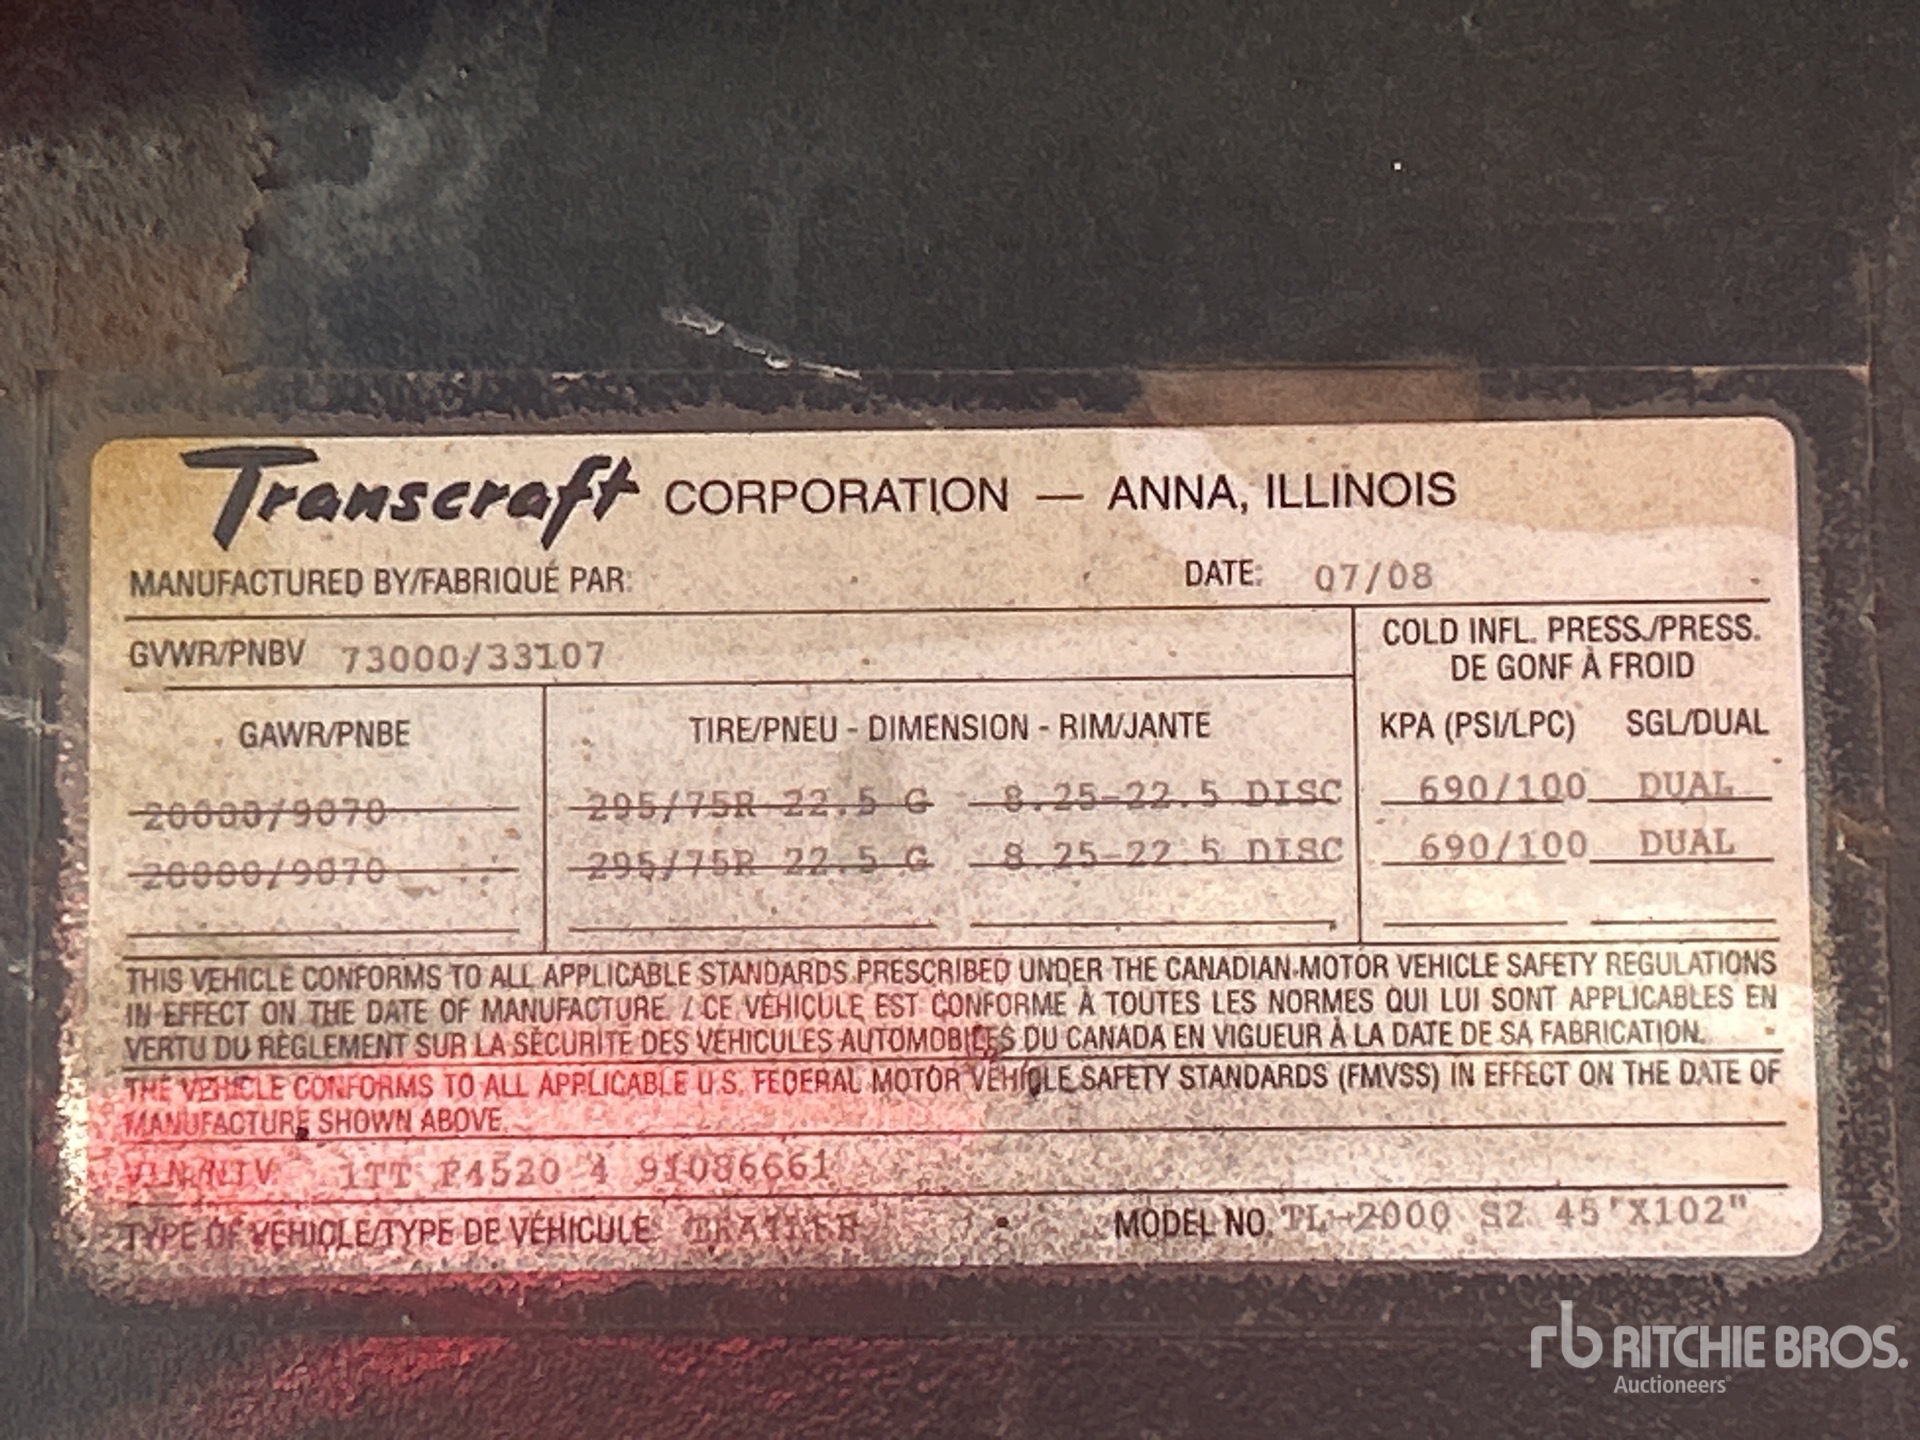 Transcraft CORPORATION — ANNA, ILLINOIS
MANUFACTURED BY/FABRIQUÉ PAR: DATE: 07/08
GVWR/PNBV 73000/33107
COLD INFL. PRESS./PRESS.
DE GONF À FROID
GAWR/PNBE TIRE/PNEU - DIMENSION - RIM/JANTE KPA (PSI/LPC) SGL/DUAL
20000/9070 295/75R 22.5 G 8.25-22.5 DISC 690/100 DUAL
20000/9070 295/75R 22.5 G 8.25-22.5 DISC 690/100 DUAL
THIS VEHICLE CONFORMS TO ALL APPLICABLE STANDARDS PRESCRIBED UNDER THE CANADIAN MOTOR VEHICLE SAFETY REGULATIONS
IN EFFECT ON THE DATE OF MANUFACTURE / CE VÉHICULE EST CONFORME À TOUTES LES NORMES QUI LUI SONT APPLICABLES EN
VERTU DU RÈGLEMENT SUR LA SÉCURITÉ DES VÉHICULES AUTOMOBILES DU CANADA EN VIGUEUR À LA DATE DE SA FABRICATION.
THE VEHICLE CONFORMS TO ALL APPLICABLE U.S. FEDERAL MOTOR VEHICLE SAFETY STANDARDS (FMVSS) IN EFFECT ON THE DATE OF
MANUFACTURE SHOWN ABOVE.
V.I.N./N.I.V. 1TT F4520 4 91086661
TYPE OF VEHICLE/TYPE DE VÉHICULE: TRAILER MODEL NO. TL-2000 S2 45'X102"
rb RITCHIE BROS.
Auctioneers